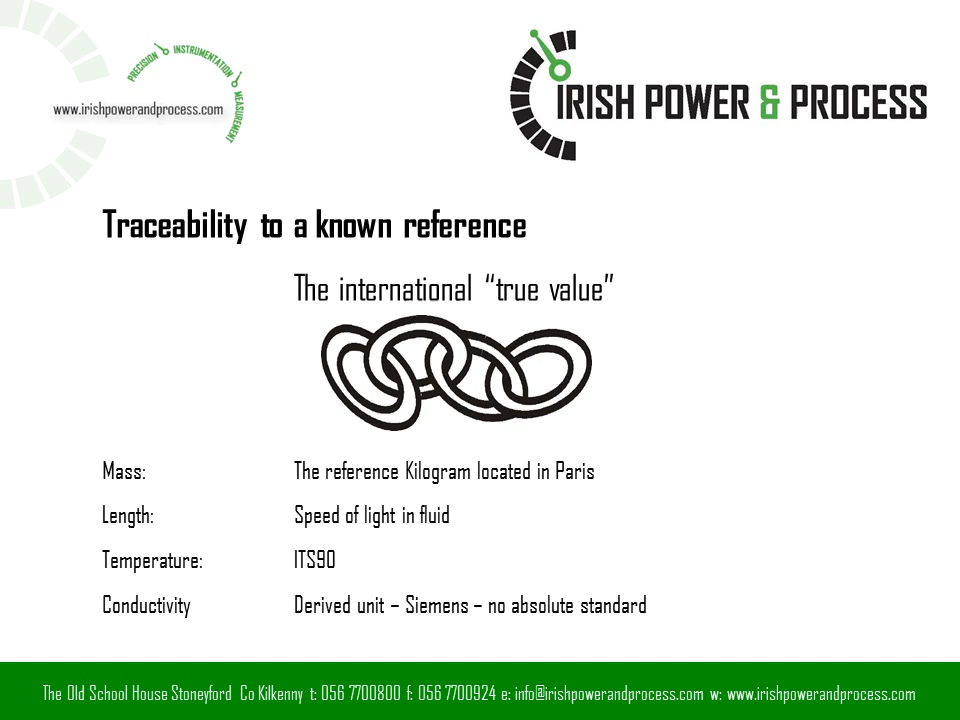 PRECISION INSTRUMENTATION MEASUREMENT
www.irishpowerandprocess.com
IRISH POWER & PROCESS
Traceability to a known reference
The international “true value”
Mass: The reference Kilogram located in Paris
Length: Speed of light in fluid
Temperature: ITS90
Conductivity Derived unit – Siemens – no absolute standard
The Old School House Stoneyford Co Kilkenny t: 056 7700800 f: 056 7700924 e: info@irishpowerandprocess.com w: www.irishpowerandprocess.com